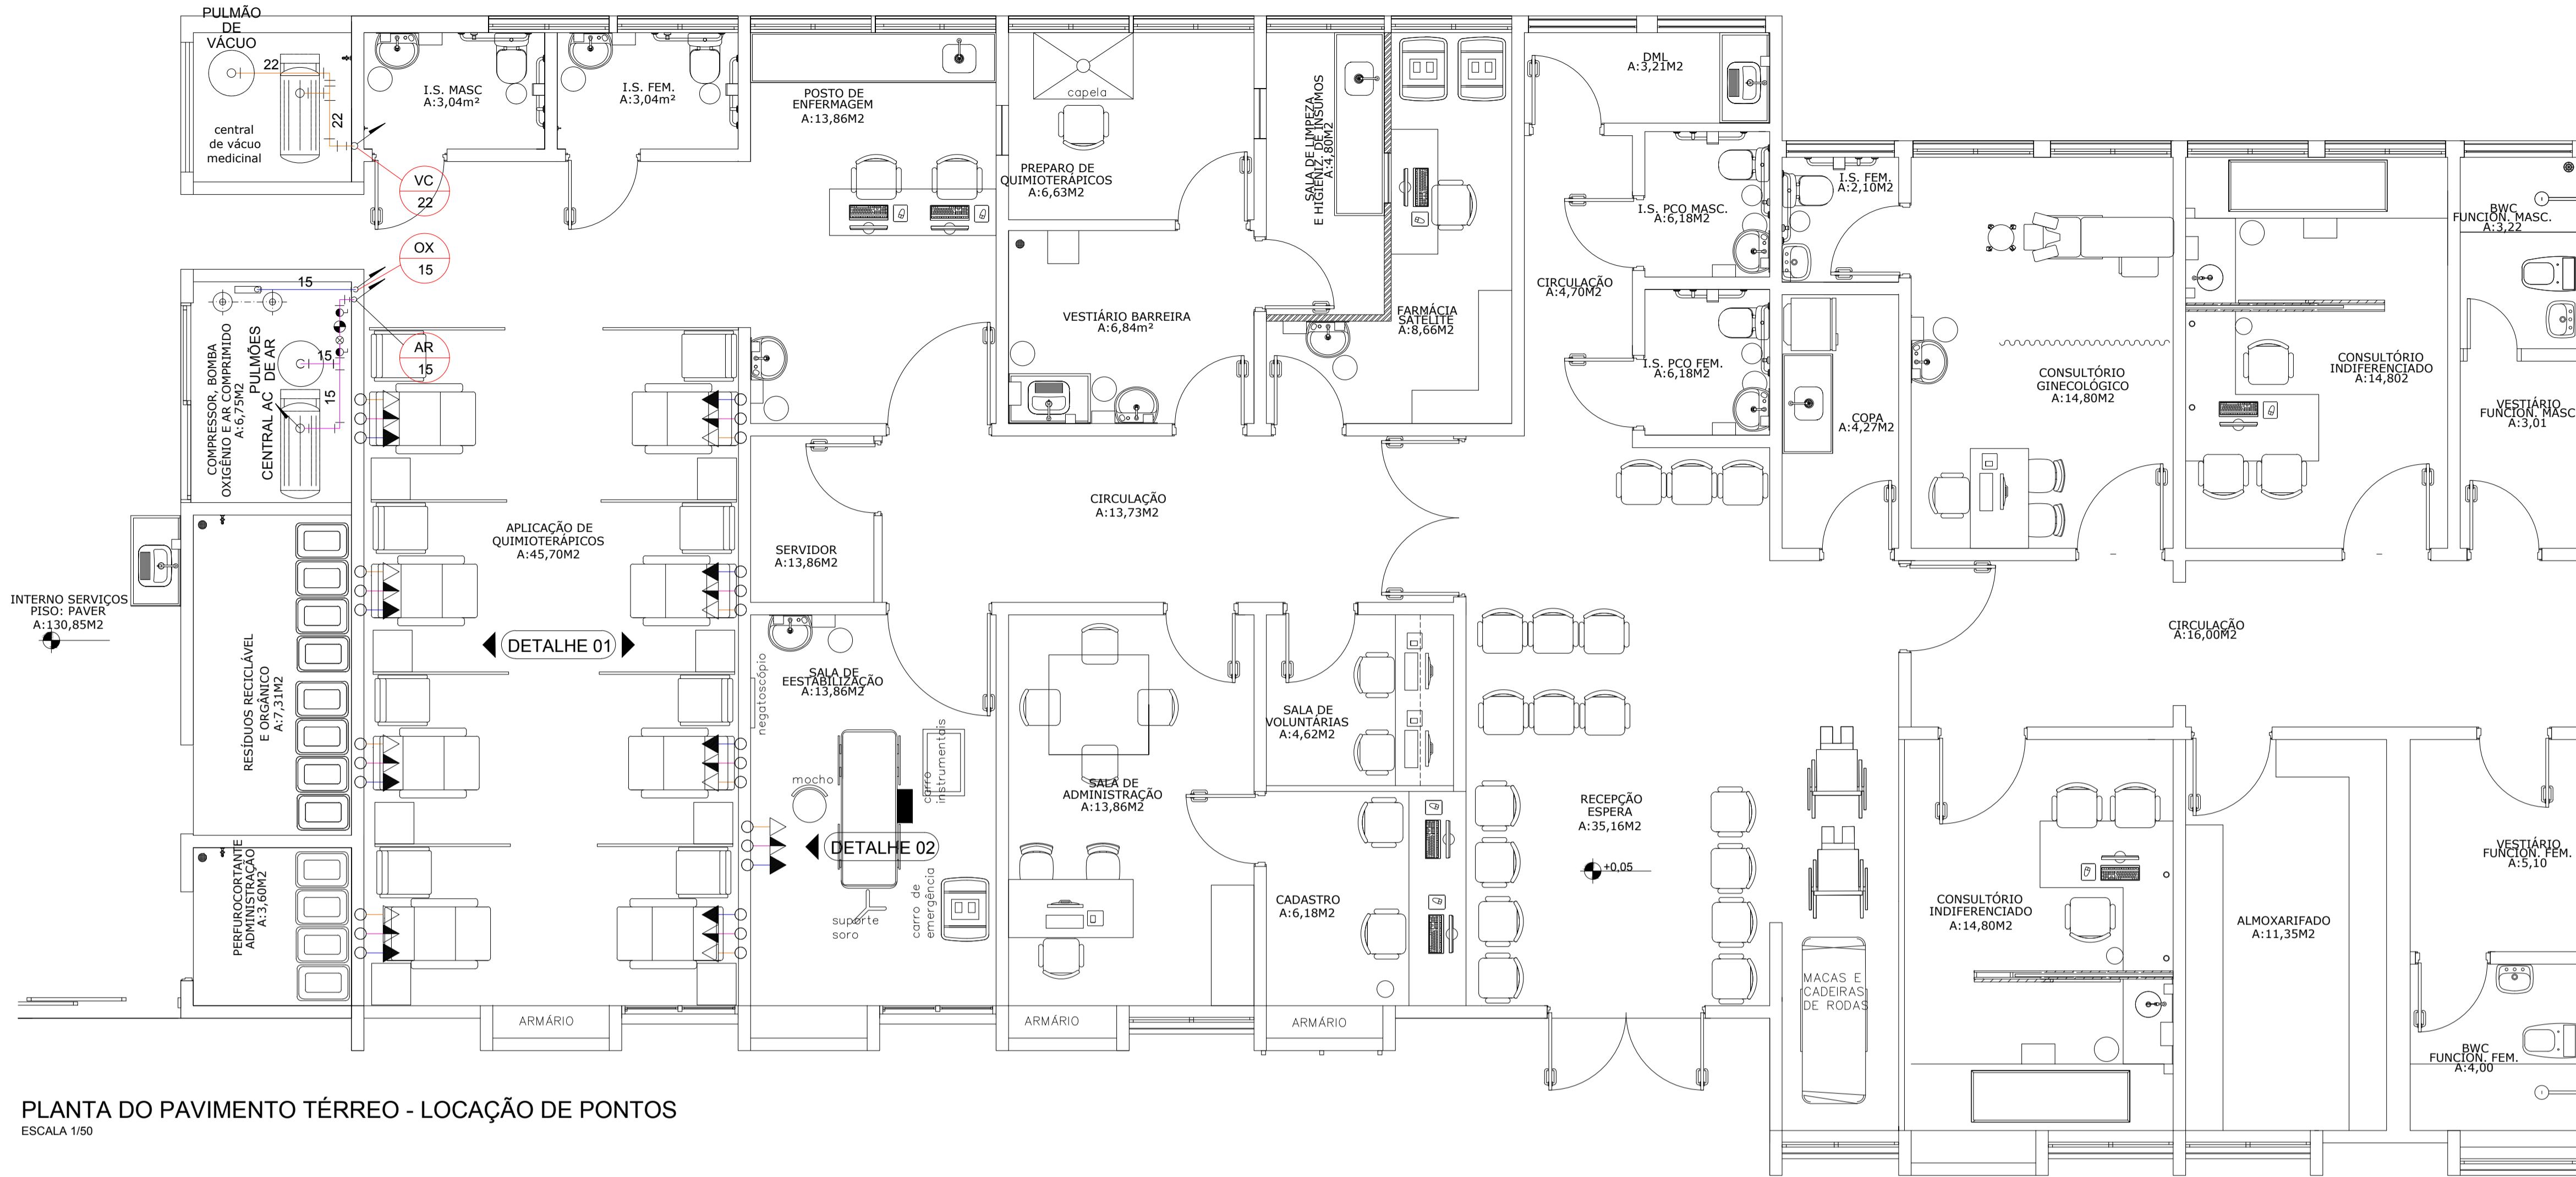 PULMÃO
DE
VÁCUO
22
22
central
de vácuo
medicinal
I.S. MASC
A:3,04m²
I.S. FEM.
A:3,04m²
VC
22
OX
15
AR
15
POSTO DE
ENFERMAGEM
A:13,86M2
capela
PREPARO DE
QUIMIOTERÁPICOS
A:6,63M2
SALA DE LIMPEZA
E HIGIENIZ. DE INSUMOS
A:4,80M2
VESTIÁRIO BARREIRA
A:6,84m²
FARMÁCIA
SATÉLITE
A:8,66M2
DML
A:3,21M2
I.S. PCO MASC.
A:6,18M2
CIRCULAÇÃO
A:4,70M2
I.S. PCO FEM.
A:6,18M2
I.S. FEM.
A:2,10M2
COPA
A:4,27M2
CONSULTÓRIO
GINECOLÓGICO
A:14,80M2
CONSULTÓRIO
INDIFERENCIADO
A:14,802
BWC
FUNCION. MASC.
A:3,22
VESTIÁRIO
FUNCION. MASC
A:3,01
15
15
15
COMPRESSOR, BOMBA
OXIGÊNIO E AR COMPRIMIDO
A:6,75M2
CENTRAL AC
PULMÕES
DE AR
APLICAÇÃO DE
QUIMIOTERÁPICOS
A:45,70M2
SERVIDOR
A:13,86M2
CIRCULAÇÃO
A:13,73M2
INTERNO SERVIÇOS
PISO: PAVER
A:130,85M2
RESÍDUOS RECICLÁVEL
E ORGÂNICO
A:7,31M2
DETALHE 01
negatoscópio
SALA DE
EESTABILIZAÇÃO
A:13,86M2
mocho
carro
instrumentais
DETALHE 02
suporte
soro
carro de
emergência
SALA DE
ADMINISTRAÇÃO
A:13,86M2
SALA DE
VOLUNTÁRIAS
A:4,62M2
CADASTRO
A:6,18M2
RECEPÇÃO
ESPERA
A:35,16M2
+0,05
CIRCULAÇÃO
A:16,00M2
PERFUROCORTANTE
ADMINISTRAÇÃO
A:3,60M2
CONSULTÓRIO
INDIFERENCIADO
A:14,80M2
ALMOXARIFADO
A:11,35M2
VESTIÁRIO
FUNCION. FEM.
A:5,10
MACAS E
CADEIRAS
DE RODAS
BWC
FUNCION. FEM.
A:4,00
ARMÁRIO
ARMÁRIO
ARMÁRIO
PLANTA DO PAVIMENTO TÉRREO - LOCAÇÃO DE PONTOS
ESCALA 1/50